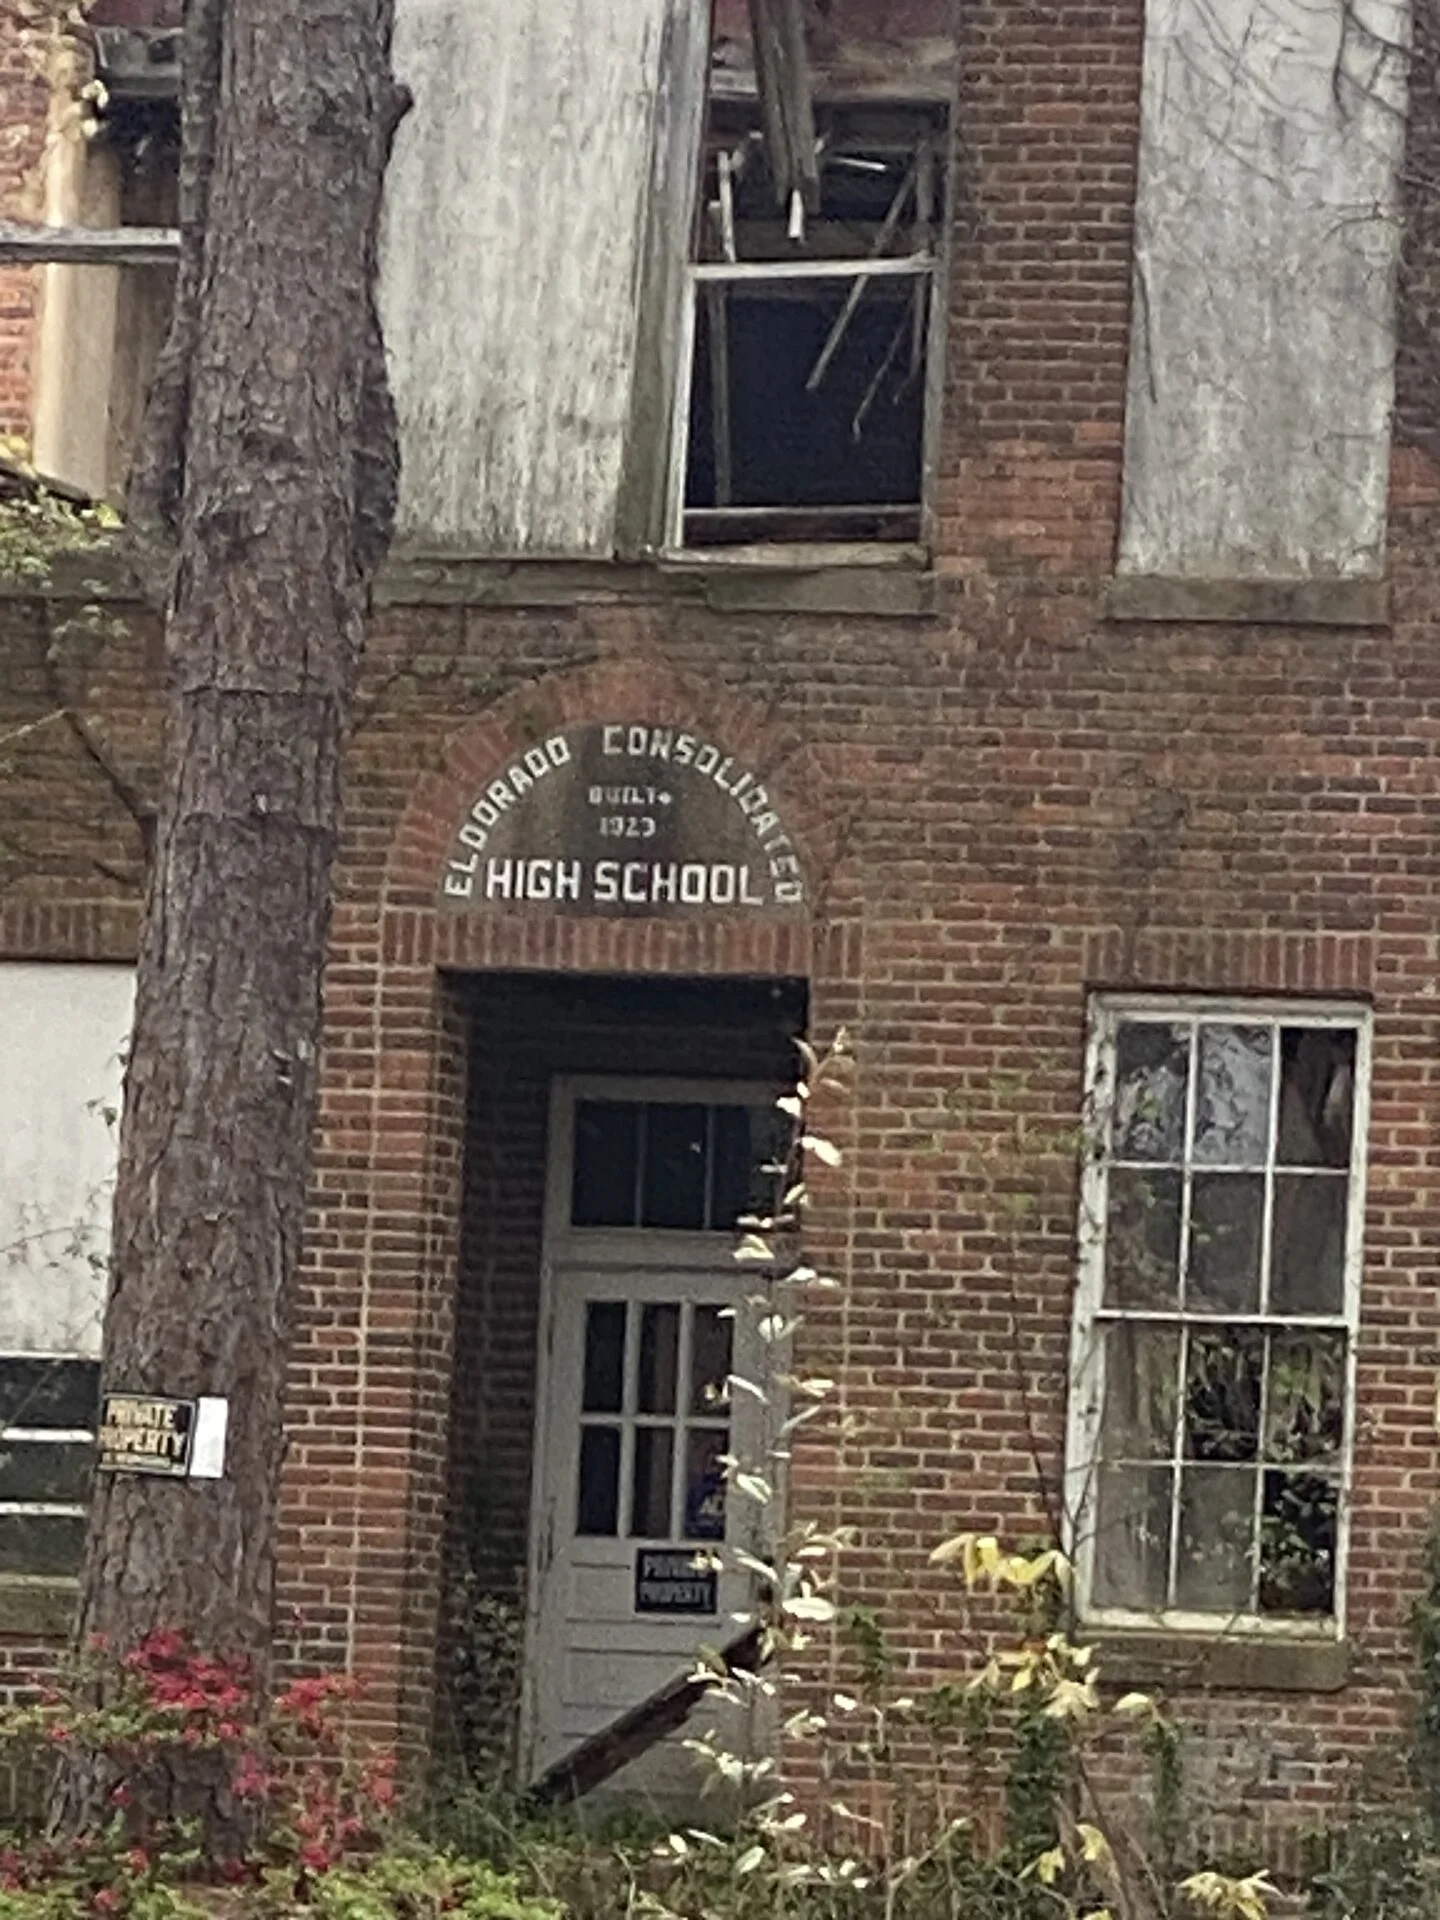 ELDORADO CONSOLIDATED
BUILT
1923
HIGH SCHOOL
PRIVATE
PROPERTY
PRIVATE
PROPERTY